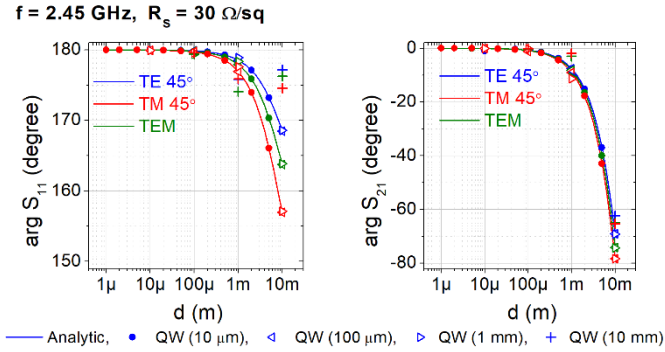 f = 2.45 GHz, R_s = 30 Ω/sq
180
170
160
150
arg S_11 (degree)
TE 45°
TM 45°
TEM
1µ 10µ 100µ 1m 10m
d (m)
0
-20
-40
-60
-80
arg S_21 (degree)
TE 45°
TM 45°
TEM
1µ 10µ 100µ 1m 10m
d (m)
Analytic, QW (10 µm), QW (100 µm), QW (1 mm) QW (10 mm)